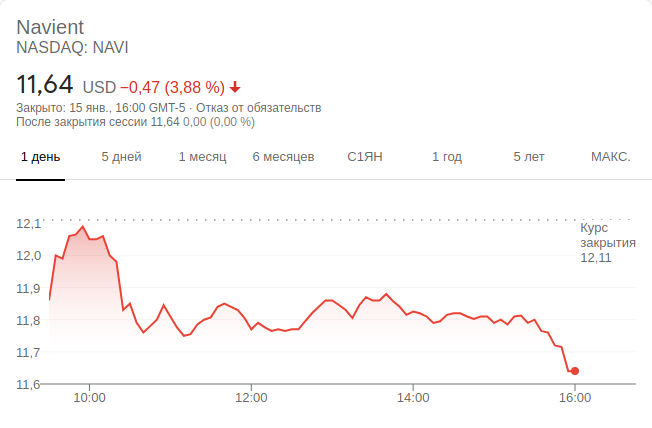 Navient
NASDAQ: NAVI
11,64 USD −0,47 (3,88 %)
Закрыто: 15 янв., 16:00 GMT-5 · Отказ от обязательств
После закрытия сессии 11,64 0,00 (0,00 %)
1 день 5 дней 1 месяц 6 месяцев С1ЯН 1 год 5 лет МАКС.
12,1
12,0
11,9
11,8
11,7
11,6
Курс
закрытия
12,11
10:00 12:00 14:00 16:00